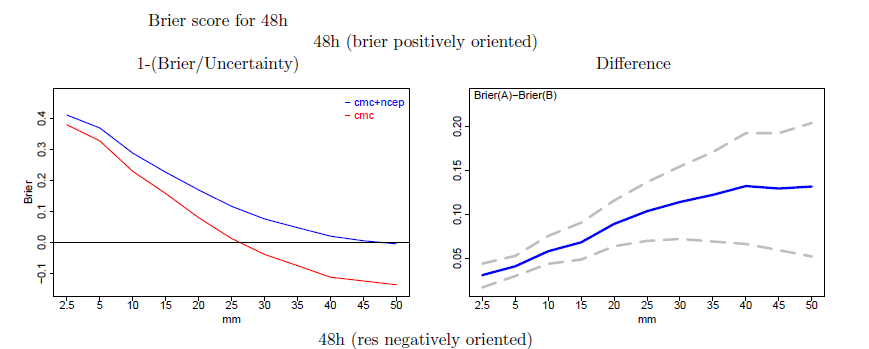 Brier score for 48h
48h (brier positively oriented)
1-(Brier/Uncertainty)
Difference
− cmc+ncep
− cmc
Brier
0.4
0.3
0.2
0.1
0.0
−0.1
2.5 5 10 15 20 25 30 35 40 45 50
mm
Brier(A)−Brier(B)
0.20
0.15
0.10
0.05
2.5 5 10 15 20 25 30 35 40 45 50
mm
48h (res negatively oriented)